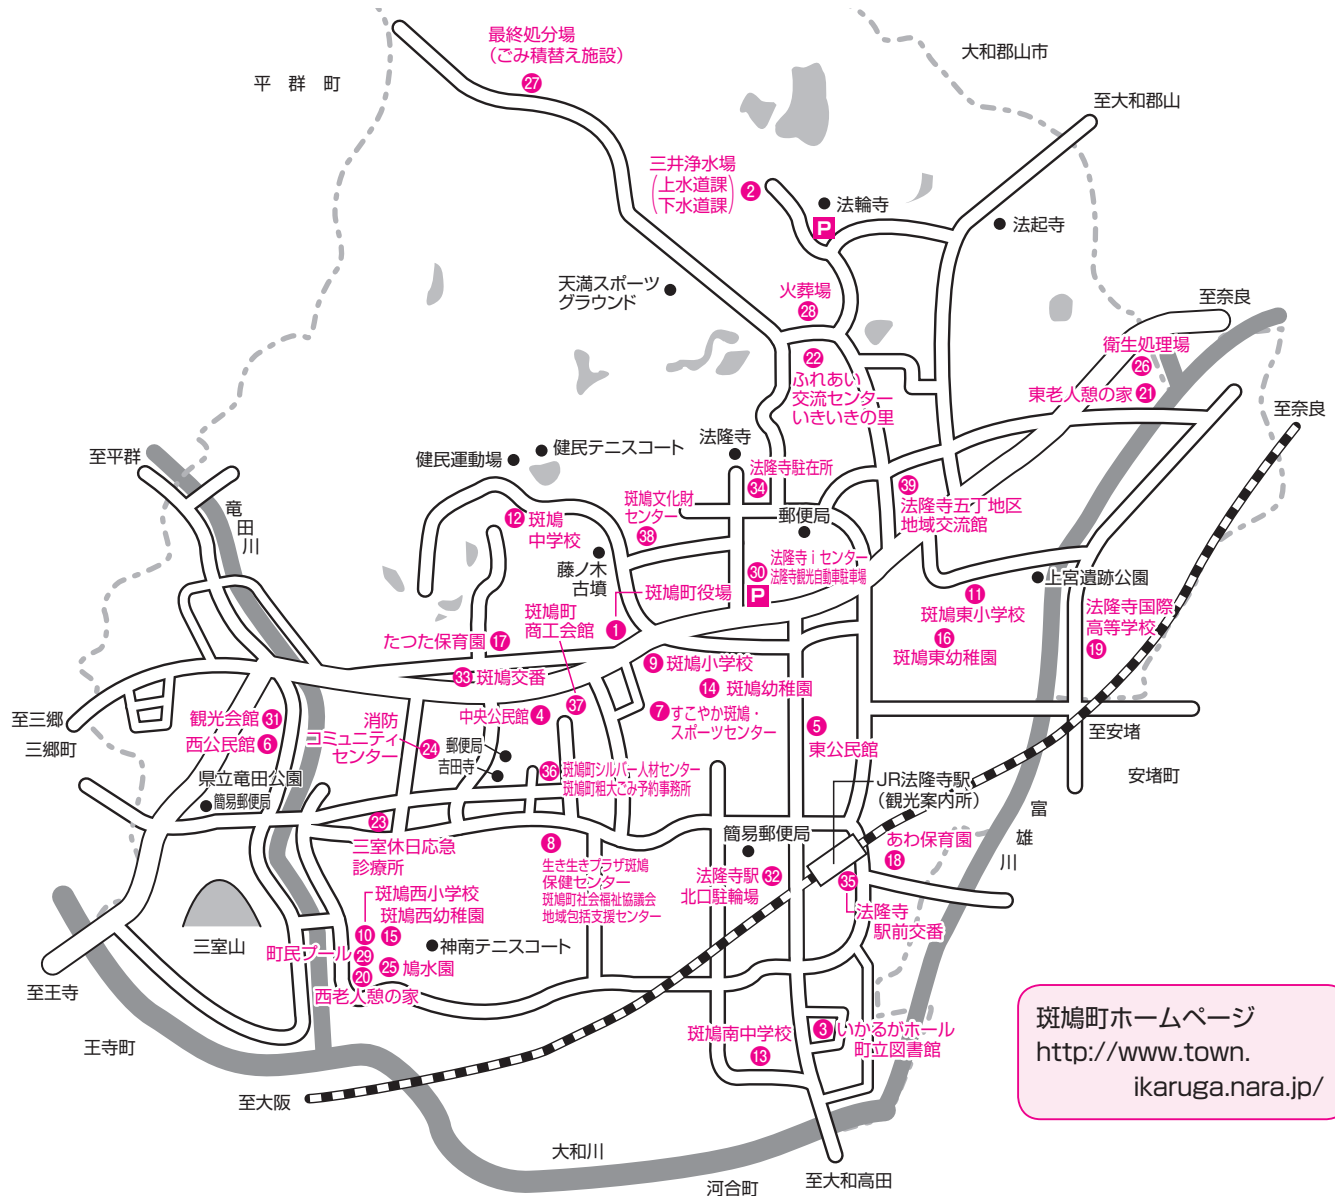 最終処分場
(ごみ積替え施設)
27
平 群 町
大和郡山市
至大和郡山
三井浄水場
(上水道課
下水道課)
2
法輪寺
P
法起寺
天満スポーツ
グラウンド
火葬場
28
至奈良
衛生処理場
26
東老人憩の家 21
22
ふれあい
交流センター
いきいきの里
至奈良
至平群
竜田川
健民運動場
健民テニスコート
法隆寺
法隆寺駐在所
34
斑鳩文化財
センター
38
郵便局
39
法隆寺五丁地区
地域交流館
12 斑鳩
中学校
藤ノ木
古墳
30 法隆寺 i センター
法隆寺観光自動車駐車場
P
上宮遺跡公園
11
斑鳩東小学校
16
斑鳩東幼稚園
法隆寺国際
高等学校
19
斑鳩町役場
1
斑鳩町
商工会館
37
たつた保育園 17
33 斑鳩交番
9 斑鳩小学校
14 斑鳩幼稚園
7 すこやか斑鳩・
スポーツセンター
至三郷
三郷町
観光会館 31
西公民館 6
消防
コミュニティ
センター
24
中央公民館 4
郵便局
吉田寺
5
東公民館
至安堵
安堵町
県立竜田公園
簡易郵便局
36 斑鳩町シルバー人材センター
斑鳩町粗大ごみ予約事務所
JR法隆寺駅
(観光案内所)
富雄川
23
三室休日応急
診療所
8
生き生きプラザ斑鳩
保健センター
斑鳩町社会福祉協議会
地域包括支援センター
簡易郵便局
法隆寺駅 32
北口駐輪場
あわ保育園
18
35
法隆寺
駅前交番
三室山
斑鳩西小学校
斑鳩西幼稚園
10 15
町民プール 29
25 鳩水園
20
西老人憩の家
神南テニスコート
至王寺
王寺町
斑鳩南中学校
13
3 いかるがホール
町立図書館
至大阪
大和川
河合町
至大和高田
斑鳩町ホームページ
http://www.town.
ikaruga.nara.jp/